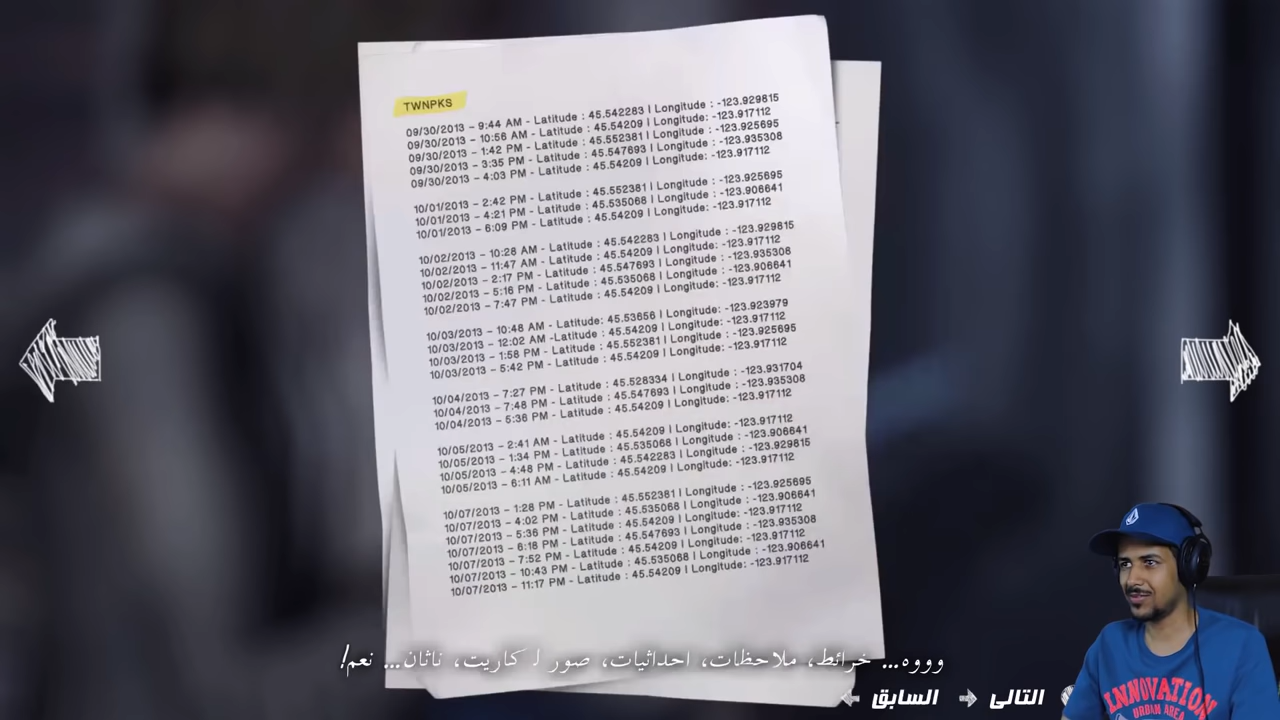 TWNPKS
09/30/2013 - 9:44 AM - Latitude : 45.542283 | Longitude : -123.929815
09/30/2013 - 10:56 AM - Latitude : 45.54209 | Longitude: -123.917112
09/30/2013 - 1:42 PM - Latitude : 45.552381 | Longitude : -123.925695
09/30/2013 - 3:35 PM - Latitude : 45.547693 | Longitude : -123.935308
09/30/2013 - 4:03 PM - Latitude : 45.54209 | Longitude: -123.917112
10/01/2013 - 2:42 PM - Latitude : 45.552381 | Longitude : -123.925695
10/01/2013 - 4:21 PM - Latitude : 45.535068 | Longitude : -123.906641
10/01/2013 - 6:09 PM - Latitude : 45.54209 | Longitude: -123.917112
10/02/2013 - 10:28 AM - Latitude : 45.542283 | Longitude : -123.929815
10/02/2013 - 11:47 AM - Latitude : 45.54209 | Longitude: -123.917112
10/02/2013 - 2:17 PM - Latitude : 45.547693 | Longitude : -123.935308
10/02/2013 - 5:16 PM - Latitude : 45.535068 | Longitude : -123.906641
10/02/2013 - 7:47 PM - Latitude : 45.54209 | Longitude: -123.917112
10/03/2013 - 10:48 AM - Latitude: 45.53656 | Longitude : -123.923979
10/03/2013 - 12:02 AM -Latitude : 45.54209 | Longitude: -123.917112
10/03/2013 - 1:58 PM - Latitude : 45.552381 | Longitude : -123.925695
10/03/2013 - 5:42 PM - Latitude : 45.54209 | Longitude: -123.917112
10/04/2013 - 7:27 PM - Latitude : 45.528334 | Longitude : -123.931704
10/04/2013 - 7:48 PM - Latitude : 45.547693 | Longitude : -123.935308
10/04/2013 - 5:36 PM - Latitude : 45.54209 | Longitude: -123.917112
10/05/2013 - 2:41 AM - Latitude : 45.54209 | Longitude: -123.917112
10/05/2013 - 1:34 PM - Latitude : 45.535068 | Longitude : -123.906641
10/05/2013 - 4:48 PM - Latitude : 45.542283 | Longitude : -123.929815
10/05/2013 - 6:11 AM - Latitude : 45.54209 | Longitude: -123.917112
10/07/2013 - 1:28 PM - Latitude : 45.552381 | Longitude : -123.925695
10/07/2013 - 4:02 PM - Latitude : 45.535068 | Longitude : -123.906641
10/07/2013 - 5:36 PM - Latitude : 45.54209 | Longitude: -123.917112
10/07/2013 - 6:18 PM - Latitude : 45.547693 | Longitude : -123.935308
10/07/2013 - 7:52 PM - Latitude : 45.54209 | Longitude: -123.917112
10/07/2013 - 10:43 PM - Latitude : 45.535068 | Longitude : -123.906641
10/07/2013 - 11:17 PM - Latitude : 45.54209 | Longitude: -123.917112
وووه... خرائط، ملاحظات، احداثيات، صور لـ كاريت، ناثان... نعم!
السابق التالى
INNOVATION
URBAN AREA